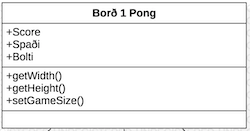 Borð 1 Pong
+Score
+Spaði
+Bolti
+getWidth()
+getHeight()
+setGameSize()